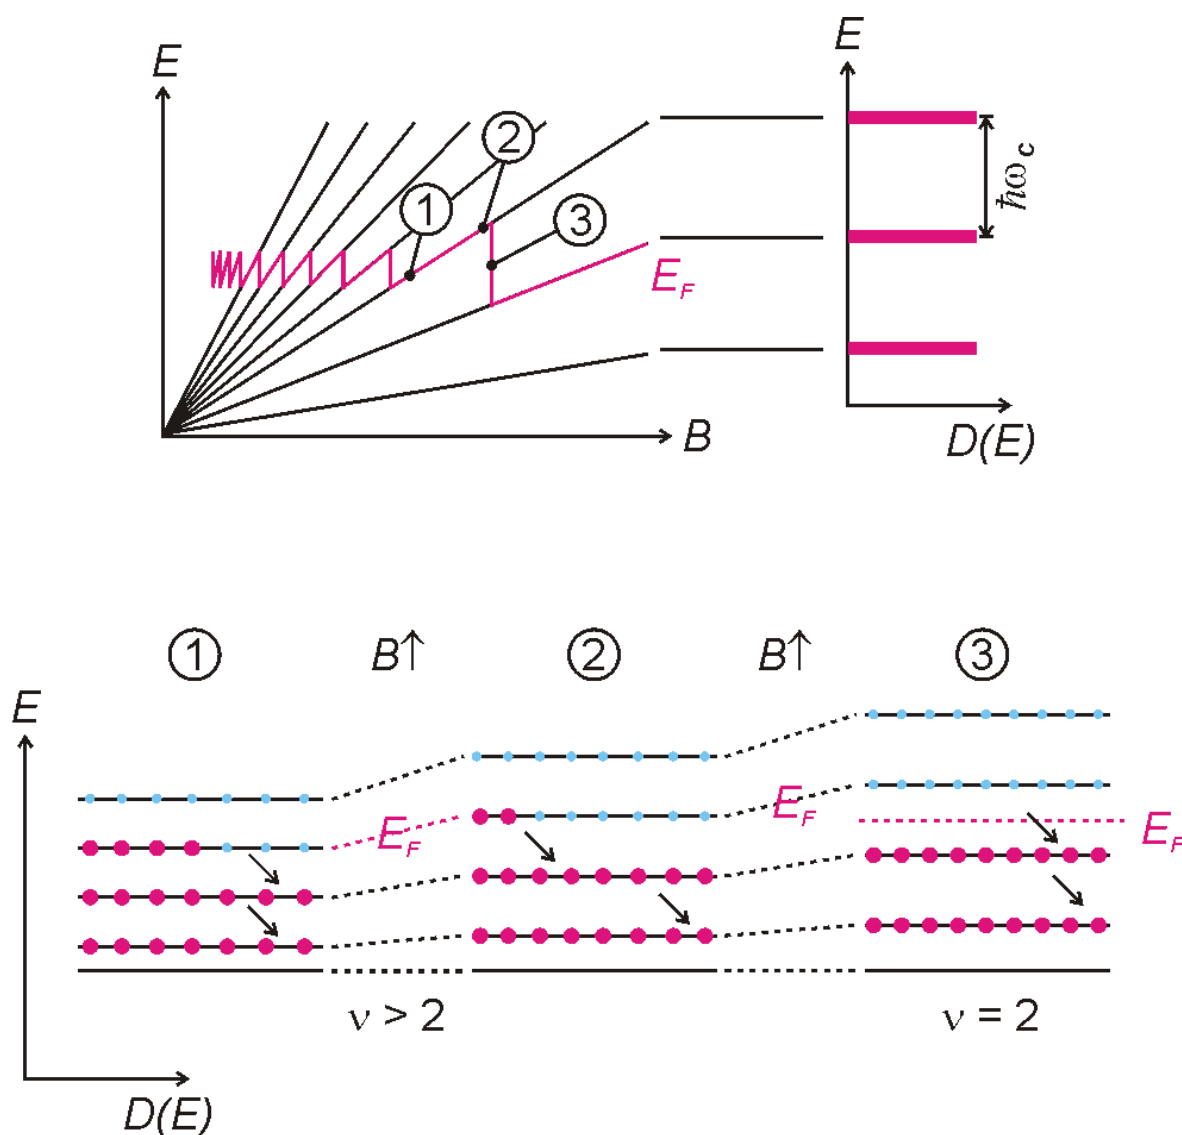 E
E
2
1
3
ħω_c
E_F
B
D(E)
1
B↑
2
B↑
3
E
E_F
E_F
E_F
ν > 2
ν = 2
D(E)